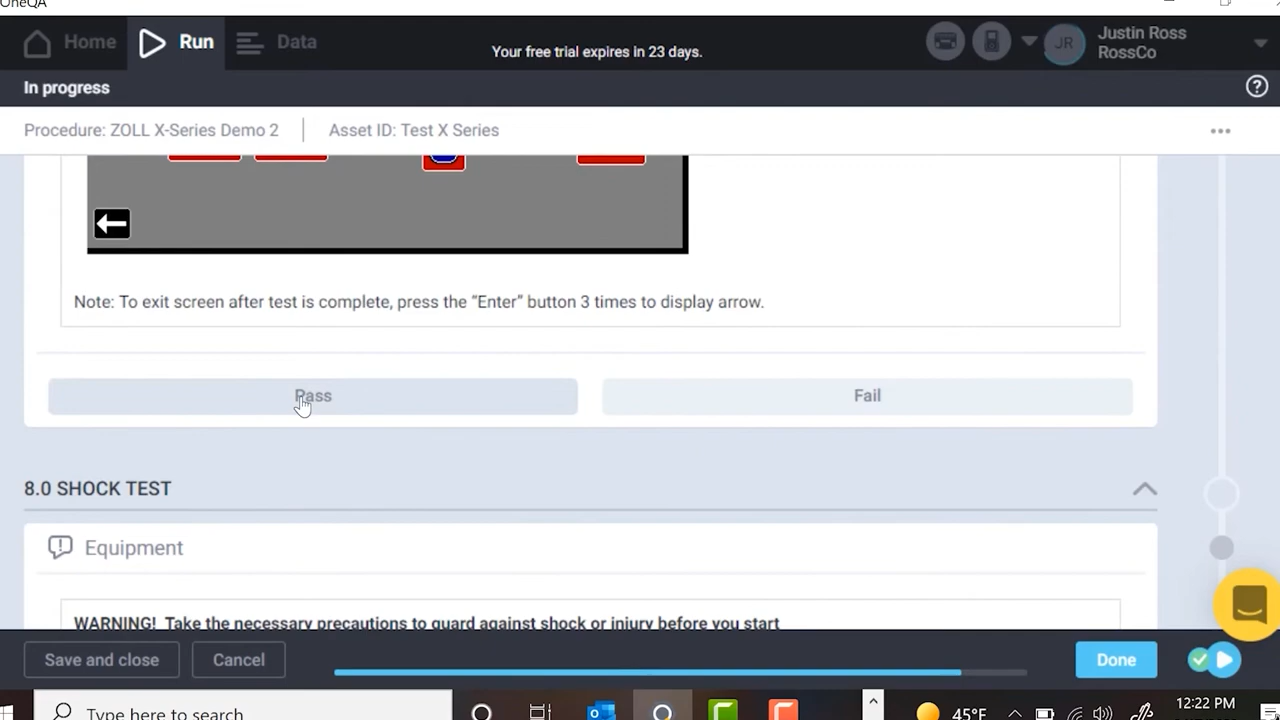 OneQA
Home
Run
Data
Your free trial expires in 23 days.
JR
Justin Ross
RossCo
In progress
Procedure: ZOLL X-Series Demo 2
Asset ID: Test X Series
Note: To exit screen after test is complete, press the “Enter” button 3 times to display arrow.
Pass
Fail
8.0 SHOCK TEST
Equipment
WARNING! Take the necessary precautions to guard against shock or injury before you start
Save and close
Cancel
Done
Type here to search
45°F
12:22 PM